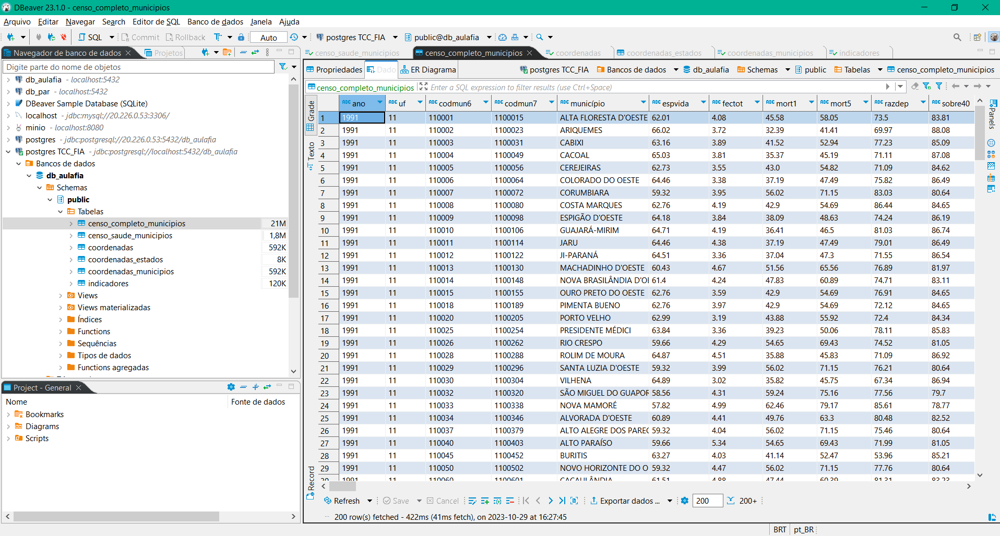 DBeaver 23.1.0 - censo_completo_municipios
Arquivo Editar Navegar Search Editor de SQL Banco de dados Janela Ajuda
SQL Commit Rollback Auto postgres TCC_FIA public@db_aulafia
Navegador de banco de dados Projetos
Digite parte do nome de objetos
db_aulafia - localhost:5432
db_par - localhost:5432
DBeaver Sample Database (SQLite)
localhost - jdbc:mysql://20.226.0.53:3306/
minio - localhost:8080
postgres - jdbc:postgresql://20.226.0.53:5432/db_aulafia
postgres TCC_FIA - jdbc:postgresql://localhost:5432/db_aulafia
Bancos de dados
db_aulafia
Schemas
public
Tabelas
censo_completo_municipios 21M
censo_saude_municipios 1,8M
coordenadas 592K
coordenadas_estados 8K
coordenadas_municipios 592K
indicadores 120K
Views
Views materializadas
Índices
Functions
Sequências
Tipos de dados
Functions agregadas
Project - General
Nome Fonte de dados
Bookmarks
Diagrams
Scripts
censo_saude_municipios censo_completo_municipios coordenadas coordenadas_estados coordenadas_municipios indicadores
Propriedades Dado ER Diagrama postgres TCC_FIA Bancos de dados db_aulafia Schemas public Tabelas censo_completo_municipios
censo_completo_municipios Enter a SQL expression to filter results (use Ctrl+Space)
Grade
Texto
Record
Panels
ABC ano ABC uf ABC codmun6 ABC codmun7 ABC município ABC espvida ABC fectot ABC mort1 ABC mort5 ABC razdep ABC sobre40
1 1991 11 110001 1100015 ALTA FLORESTA D'OESTE 62.01 4.08 45.58 58.05 73.5 83.81
2 1991 11 110002 1100023 ARIQUEMES 66.02 3.72 32.39 41.41 69.97 88.08
3 1991 11 110003 1100031 CABIXI 63.16 3.89 41.52 52.94 77.23 85.09
4 1991 11 110004 1100049 CACOAL 65.03 3.81 35.37 45.19 71.11 87.08
5 1991 11 110005 1100056 CEREJEIRAS 62.73 3.55 43.0 54.82 71.09 84.62
6 1991 11 110006 1100064 COLORADO DO OESTE 64.46 3.38 37.19 47.49 75.82 86.49
7 1991 11 110007 1100072 CORUMBIARA 59.32 3.95 56.02 71.15 83.03 80.64
8 1991 11 110008 1100080 COSTA MARQUES 62.76 4.19 42.9 54.69 86.44 84.65
9 1991 11 110009 1100098 ESPIGÃO D'OESTE 64.18 3.84 38.09 48.63 74.24 86.19
10 1991 11 110010 1100106 GUAJARÁ-MIRIM 64.71 4.19 36.41 46.5 81.03 86.74
11 1991 11 110011 1100114 JARU 64.46 4.38 37.19 47.49 79.01 86.49
12 1991 11 110012 1100122 JI-PARANÁ 64.51 3.36 37.04 47.3 71.55 86.54
13 1991 11 110013 1100130 MACHADINHO D'OESTE 60.43 4.67 51.56 65.56 76.89 81.97
14 1991 11 110014 1100148 NOVA BRASILÂNDIA D'O 61.4 4.24 47.83 60.89 74.71 83.11
15 1991 11 110015 1100155 OURO PRETO DO OESTE 62.76 3.59 42.9 54.69 76.91 84.65
16 1991 11 110018 1100189 PIMENTA BUENO 62.76 3.97 42.9 54.69 72.12 84.65
17 1991 11 110020 1100205 PORTO VELHO 62.99 3.19 43.88 55.92 72.4 84.34
18 1991 11 110025 1100254 PRESIDENTE MÉDICI 63.84 3.36 39.23 50.06 78.11 85.83
19 1991 11 110026 1100262 RIO CRESPO 59.66 4.29 54.65 69.43 74.52 81.05
20 1991 11 110028 1100288 ROLIM DE MOURA 64.87 4.51 35.88 45.83 71.09 86.92
21 1991 11 110029 1100296 SANTA LUZIA D'OESTE 59.32 3.99 56.02 71.15 76.21 80.64
22 1991 11 110030 1100304 VILHENA 64.89 3.02 35.82 45.75 67.34 86.94
23 1991 11 110032 1100320 SÃO MIGUEL DO GUAPOR 58.56 4.31 59.24 75.16 77.56 79.7
24 1991 11 110033 1100338 NOVA MAMORÉ 57.82 4.99 62.46 79.17 85.61 78.77
25 1991 11 110034 1100346 ALVORADA D'OESTE 60.89 4.41 49.76 63.3 80.48 82.52
26 1991 11 110037 1100379 ALTO ALEGRE DOS PAREC 59.32 4.04 56.02 71.15 75.46 80.64
27 1991 11 110040 1100403 ALTO PARAÍSO 59.66 5.34 54.65 69.43 71.99 81.05
28 1991 11 110045 1100452 BURITIS 63.27 4.03 41.14 52.47 53.96 85.21
29 1991 11 110050 1100502 NOVO HORIZONTE DO O 59.32 4.47 56.02 71.15 77.76 80.64
30 1991 11 110060 1100601 CACAULÂNDIA 61.51 4.88 47.44 60.39 81.31 83.23
Refresh Save Cancel Exportar dados ... 200 200+
200 row(s) fetched - 422ms (41ms fetch), on 2023-10-29 at 16:27:45
BRT pt_BR